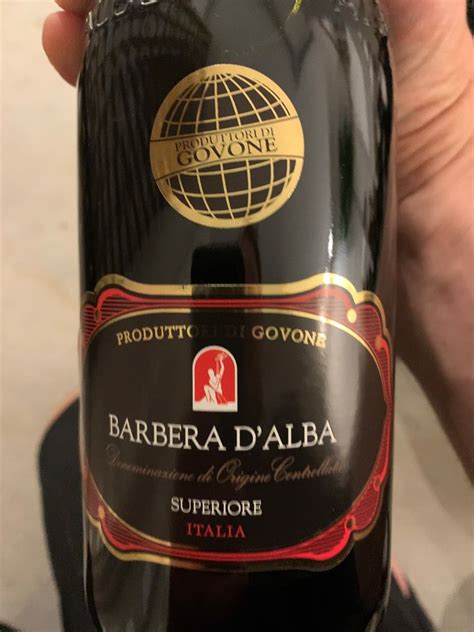 PRODUTTORI DI
GOVONE
PRODUTTORI DI GOVONE
BARBERA D'ALBA
Denominazione di Origine Controllata
SUPERIORE
ITALIA